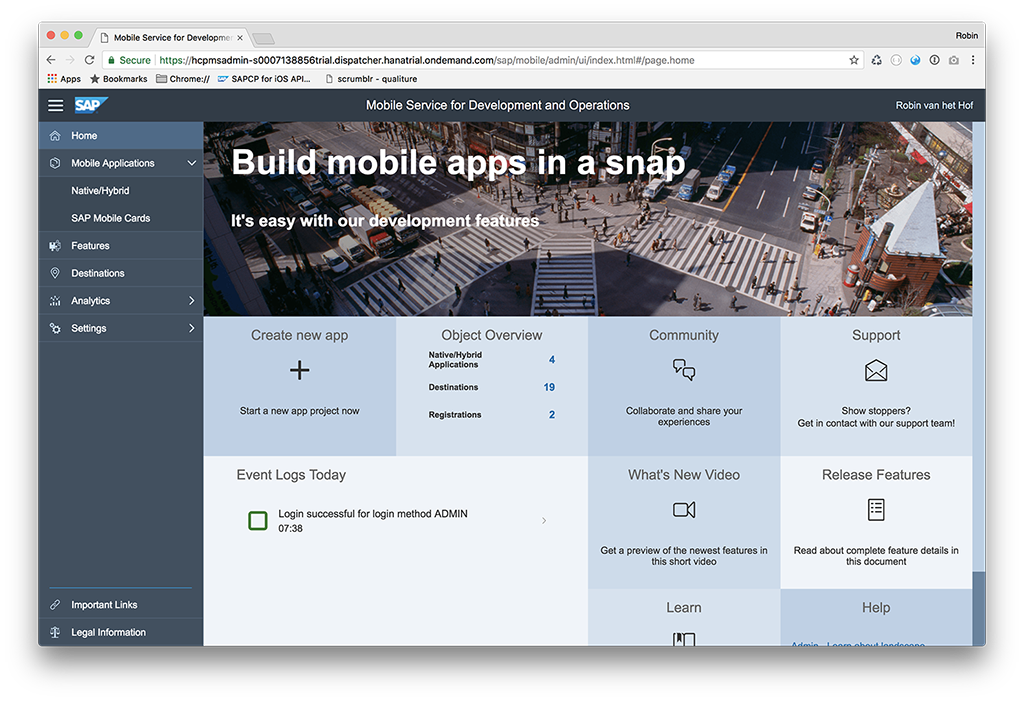 Mobile Service for Developme
Robin
Secure
https://hcpmsadmin-s0007138856trial.dispatcher.hanatrial.ondemand.com/sap/mobile/admin/ui/index.html#/page.home
Apps
Bookmarks
Chrome://
SAPCP for iOS API...
scrumblr - qualiture
SAP
Mobile Service for Development and Operations
Robin van het Hof
Home
Mobile Applications
Native/Hybrid
SAP Mobile Cards
Features
Destinations
Analytics
Settings
Important Links
Legal Information
Build mobile apps in a snap
It's easy with our development features
Create new app
Start a new app project now
Object Overview
Native/Hybrid
Applications 4
Destinations 19
Registrations 2
Community
Collaborate and share your
experiences
Support
Show stoppers?
Get in contact with our support team!
Event Logs Today
Login successful for login method ADMIN
07:38
What's New Video
Get a preview of the newest features in
this short video
Release Features
Read about complete feature details in
this document
Learn
Help
Admin - Learn about landscape